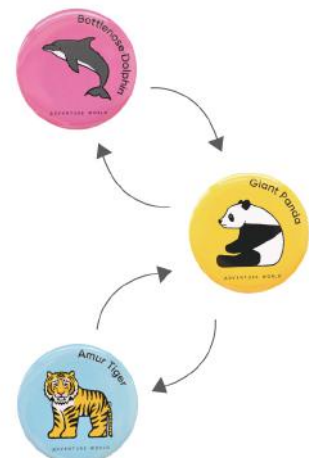 Bottlenose Dolphin
ADVENTURE WORLD
Giant Panda
ADVENTURE WORLD
Amur Tiger
ADVENTURE WORLD